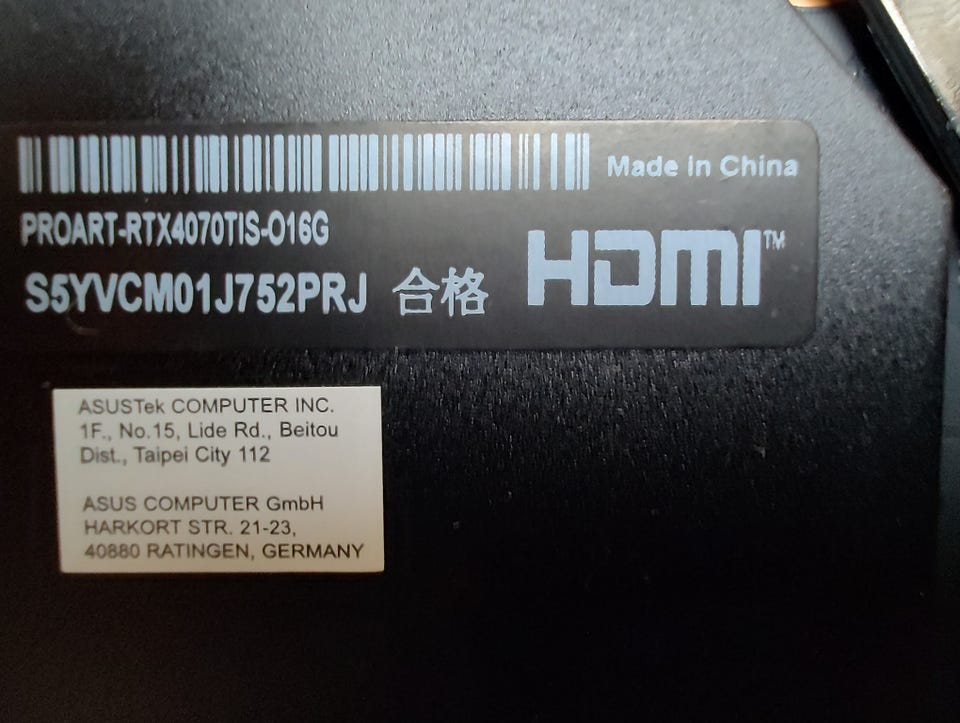 Made in China
PROART-RTX4070TIS-O16G
S5YVCM01J752PRJ 合格 HDMI™
ASUSTek COMPUTER INC.
1F., No.15, Lide Rd., Beitou
Dist., Taipei City 112
ASUS COMPUTER GmbH
HARKORT STR. 21-23,
40880 RATINGEN, GERMANY